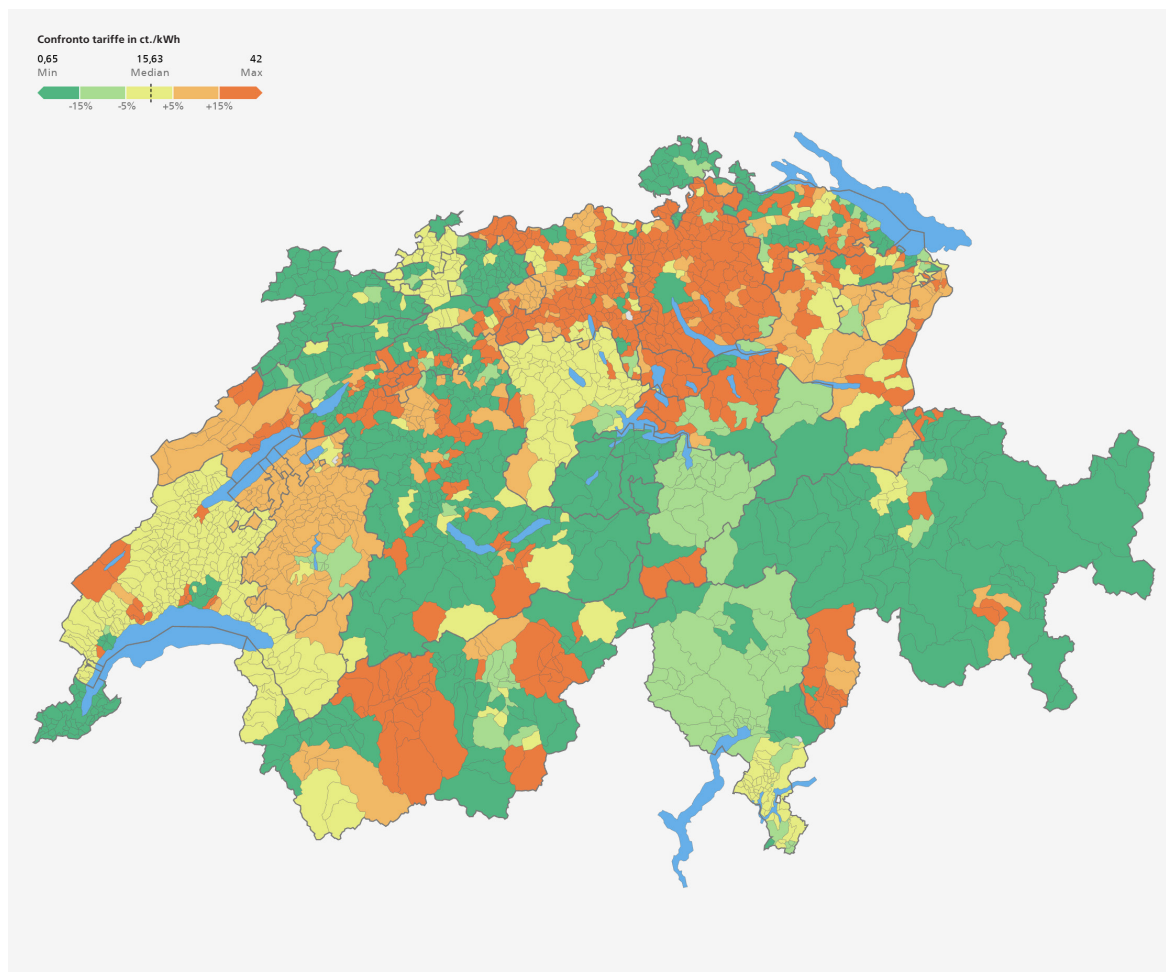 Confronto tariffe in ct./kWh
0,65 15,63 42
Min Median Max
-15% -5% +5% +15%